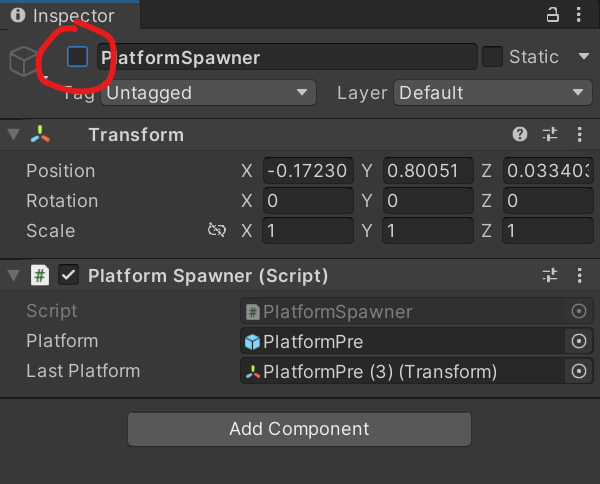 Inspector
PlatformSpawner Static
Tag Untagged Layer Default
Transform
Position X -0.17230 Y 0.80051 Z 0.033403
Rotation X 0 Y 0 Z 0
Scale X 1 Y 1 Z 1
# Platform Spawner (Script)
Script # PlatformSpawner
Platform PlatformPre
Last Platform PlatformPre (3) (Transform)
Add Component